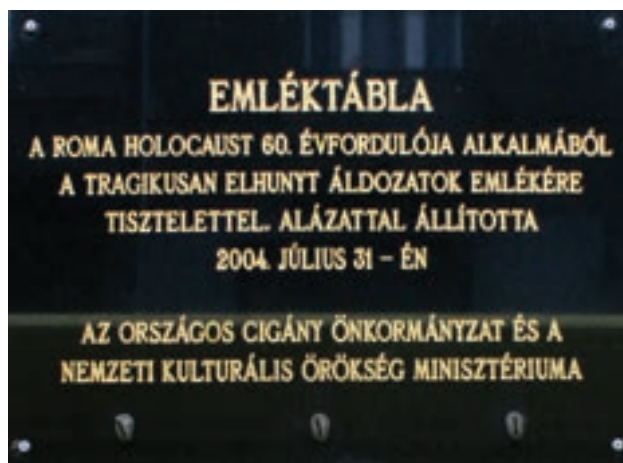 EMLÉKTÁBLA
A ROMA HOLOCAUST 60. ÉVFORDULÓJA ALKALMÁBÓL
A TRAGIKUSAN ELHUNYT ÁLDOZATOK EMLÉKÉRE
TISZTELETTEL. ALÁZATTAL ÁLLÍTOTTA
2004. JÚLIUS 31 – ÉN
AZ ORSZÁGOS CIGÁNY ÖNKORMÁNYZAT ÉS A
NEMZETI KULTURÁLIS ÖRÖKSÉG MINISZTÉRIUMA